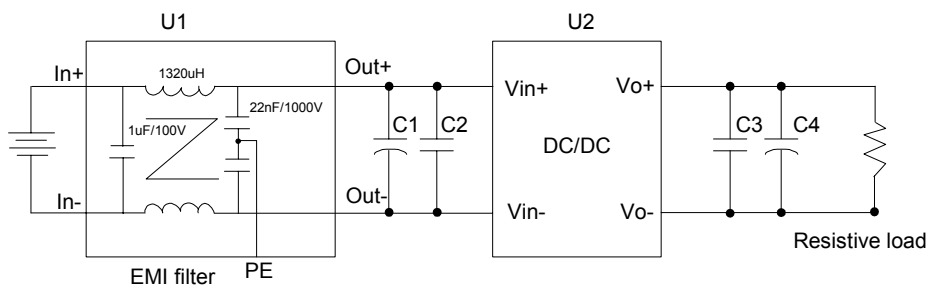 U1
U2
In+
1320uH
Out+
Vin+
Vo+
22nF/1000V
1uF/100V
C1
C2
DC/DC
C3
C4
In-
Out-
Vin-
Vo-
Resistive load
EMI filter
PE